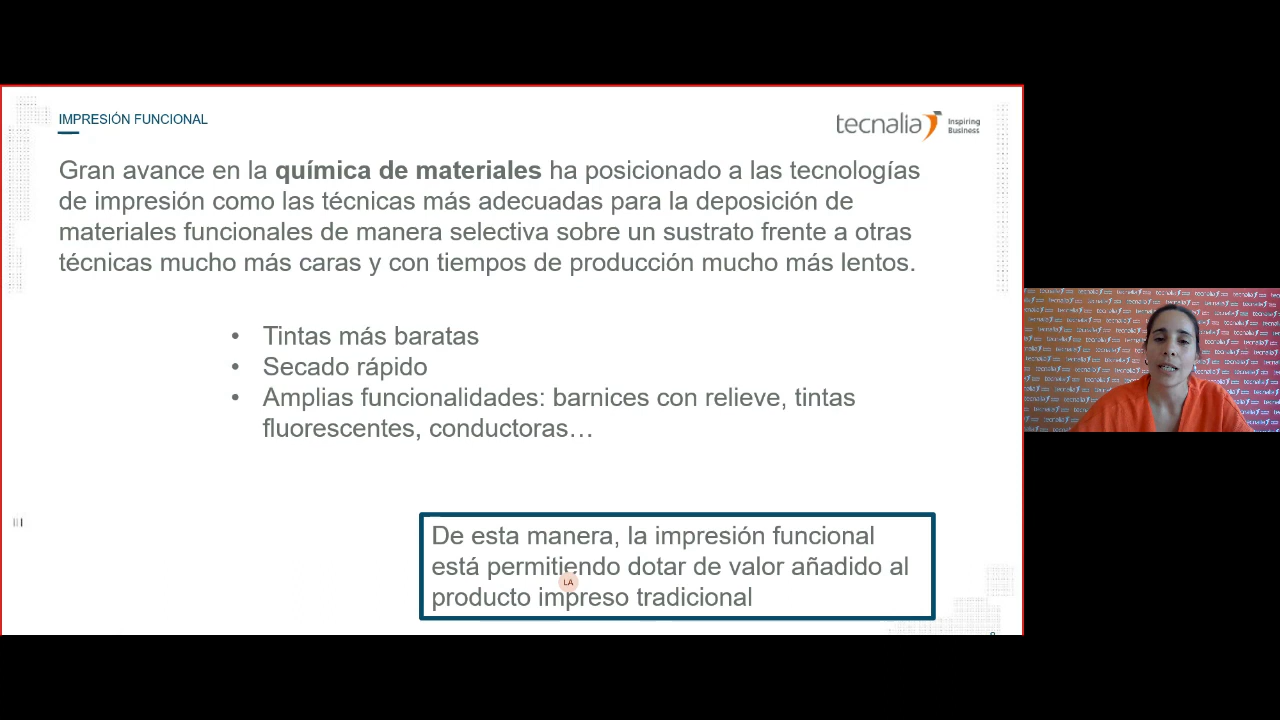 IMPRESIÓN FUNCIONAL
tecnalia Inspiring Business
Gran avance en la química de materiales ha posicionado a las tecnologías
de impresión como las técnicas más adecuadas para la deposición de
materiales funcionales de manera selectiva sobre un sustrato frente a otras
técnicas mucho más caras y con tiempos de producción mucho más lentos.
• Tintas más baratas
• Secado rápido
• Amplias funcionalidades: barnices con relieve, tintas
fluorescentes, conductoras…
De esta manera, la impresión funcional
está permitiendo dotar de valor añadido al
LA
producto impreso tradicional